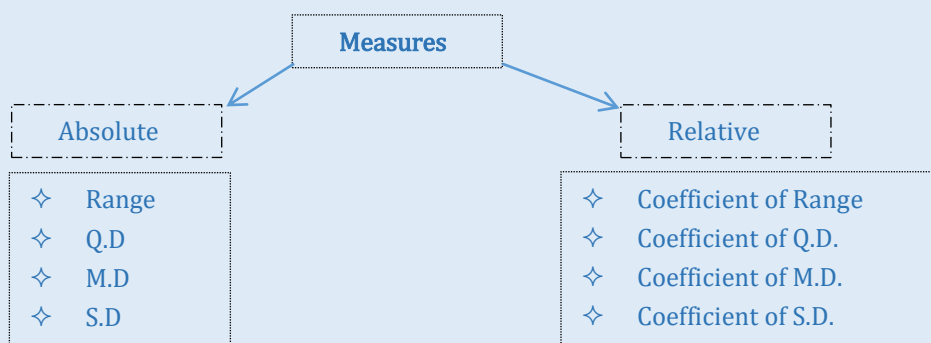 Measures
Absolute
Relative
✧ Range
✧ Q.D
✧ M.D
✧ S.D
✧ Coefficient of Range
✧ Coefficient of Q.D.
✧ Coefficient of M.D.
✧ Coefficient of S.D.